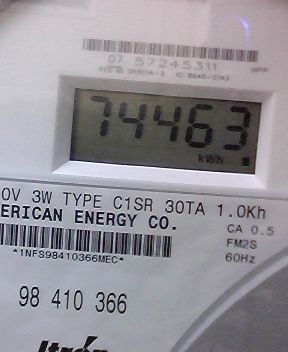 07 57245311
74463
kWh
0V 3W TYPE C1SR 30TA 1.0Kh
ERICAN ENERGY CO.
CA 0.5
FM2S
60Hz
*1NFS98410366MEC*
98 410 366
Itron